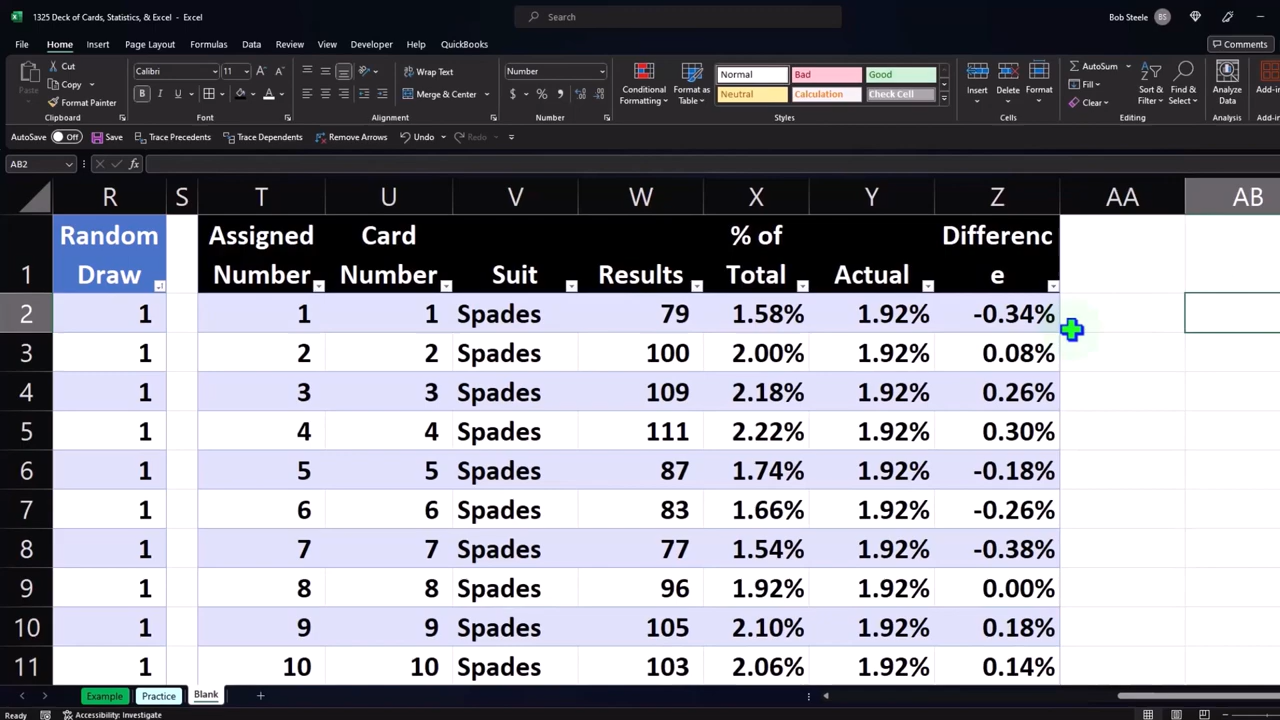 1325 Deck of Cards, Statistics, & Excel - Excel
Search
Bob Steele BS
File Home Insert Page Layout Formulas Data Review View Developer Help QuickBooks
Comments
Cut
Copy
Format Painter
Paste
Calibri 11
Wrap Text
Merge & Center
Number
Conditional Formatting
Format as Table
Normal Bad Good
Neutral Calculation Check Cell
Insert Delete Format
AutoSum
Fill
Clear
Sort & Filter
Find & Select
Analyze Data
Add-in
Clipboard Font Alignment Number Styles Cells Editing Analysis Add-in
AutoSave Off Save Trace Precedents Trace Dependents Remove Arrows Undo Redo
AB2 fx
R S T U V W X Y Z AA AB
1 Random Draw Assigned Number Card Number Suit Results % of Total Actual Difference
2 1 1 1 Spades 79 1.58% 1.92% -0.34%
3 1 2 2 Spades 100 2.00% 1.92% 0.08%
4 1 3 3 Spades 109 2.18% 1.92% 0.26%
5 1 4 4 Spades 111 2.22% 1.92% 0.30%
6 1 5 5 Spades 87 1.74% 1.92% -0.18%
7 1 6 6 Spades 83 1.66% 1.92% -0.26%
8 1 7 7 Spades 77 1.54% 1.92% -0.38%
9 1 8 8 Spades 96 1.92% 1.92% 0.00%
10 1 9 9 Spades 105 2.10% 1.92% 0.18%
11 1 10 10 Spades 103 2.06% 1.92% 0.14%
Example Practice Blank
Ready Accessibility: Investigate